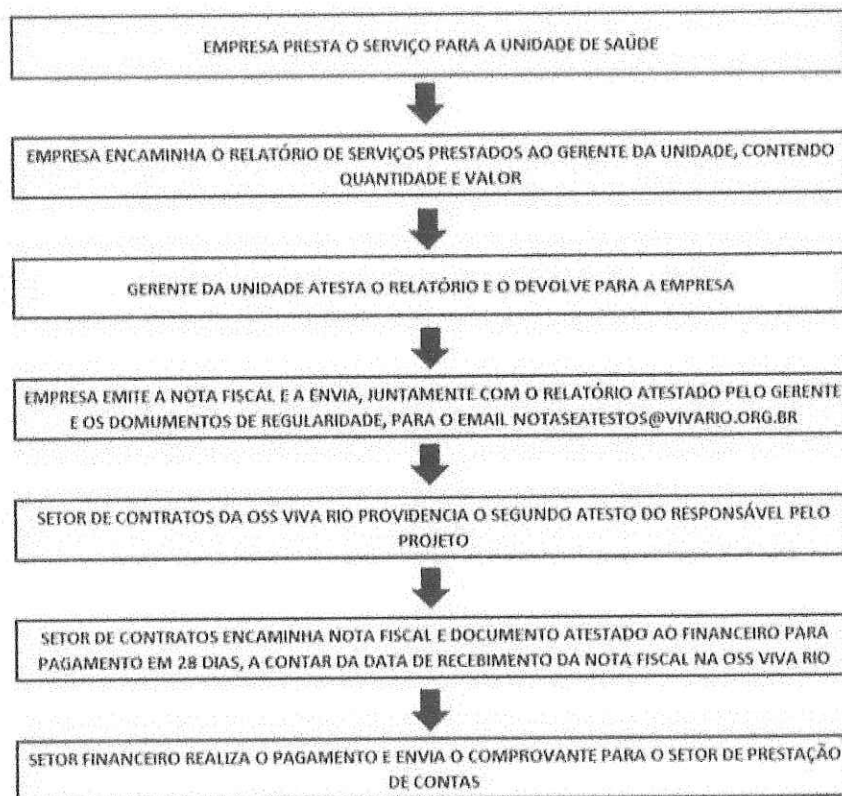 EMPRESA PRESTA O SERVIÇO PARA A UNIDADE DE SAÚDE
EMPRESA ENCAMINHA O RELATÓRIO DE SERVIÇOS PRESTADOS AO GERENTE DA UNIDADE, CONTENDO
QUANTIDADE E VALOR
GERENTE DA UNIDADE ATESTA O RELATÓRIO E O DEVOLVE PARA A EMPRESA
EMPRESA EMITE A NOTA FISCAL E A ENVIA, JUNTAMENTE COM O RELATÓRIO ATESTADO PELO GERENTE
E OS DOMUMENTOS DE REGULARIDADE, PARA O EMAIL NOTASEATESTOS@VIVARIO.ORG.BR
SETOR DE CONTRATOS DA OSS VIVA RIO PROVIDENCIA O SEGUNDO ATESTO DO RESPONSÁVEL PELO
PROJETO
SETOR DE CONTRATOS ENCAMINHA NOTA FISCAL E DOCUMENTO ATESTADO AO FINANCEIRO PARA
PAGAMENTO EM 28 DIAS, A CONTAR DA DATA DE RECEBIMENTO DA NOTA FISCAL NA OSS VIVA RIO
SETOR FINANCEIRO REALIZA O PAGAMENTO E ENVIA O COMPROVANTE PARA O SETOR DE PRESTAÇÃO
DE CONTAS